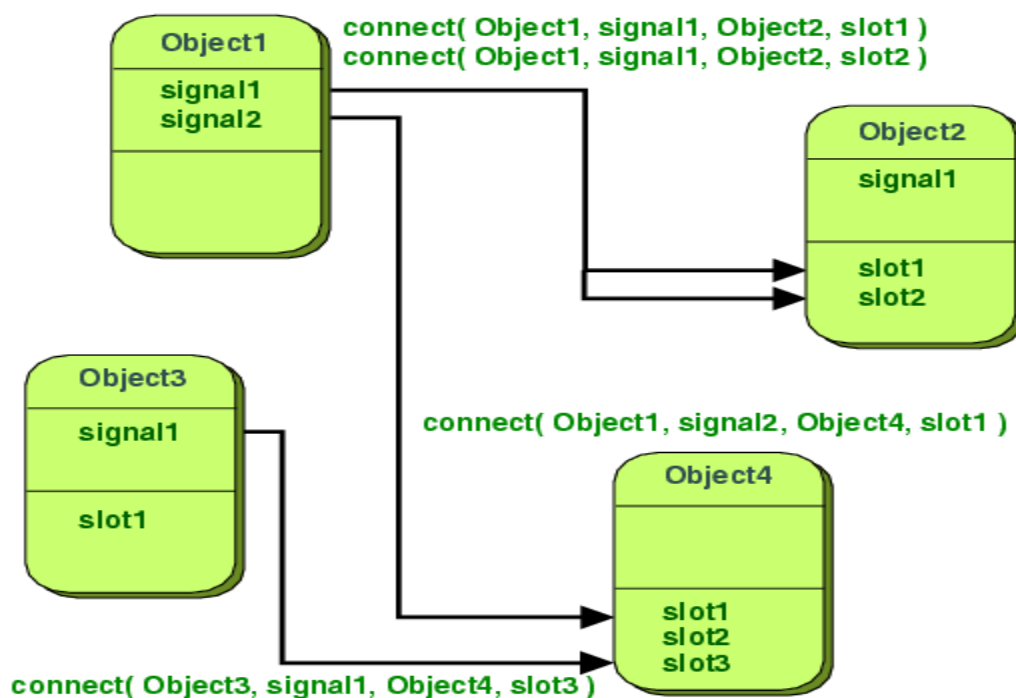 Object1
signal1
signal2
connect( Object1, signal1, Object2, slot1 )
connect( Object1, signal1, Object2, slot2 )
Object2
signal1
slot1
slot2
Object3
signal1
slot1
connect( Object1, signal2, Object4, slot1 )
Object4
slot1
slot2
slot3
connect( Object3, signal1, Object4, slot3 )